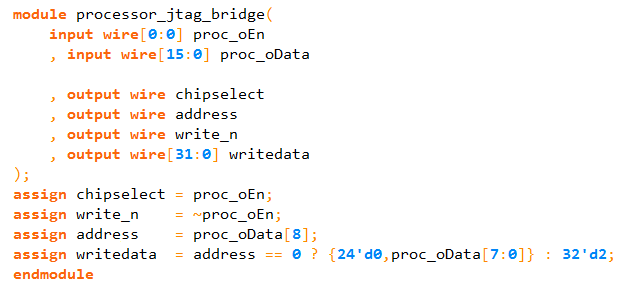 module processor_jtag_bridge(
    input wire[0:0] proc_oEn
    , input wire[15:0] proc_oData

    , output wire chipselect
    , output wire address
    , output wire write_n
    , output wire[31:0] writedata
);
assign chipselect = proc_oEn;
assign write_n    = ~proc_oEn;
assign address    = proc_oData[8];
assign writedata  = address == 0 ? {24'd0,proc_oData[7:0]} : 32'd2;
endmodule